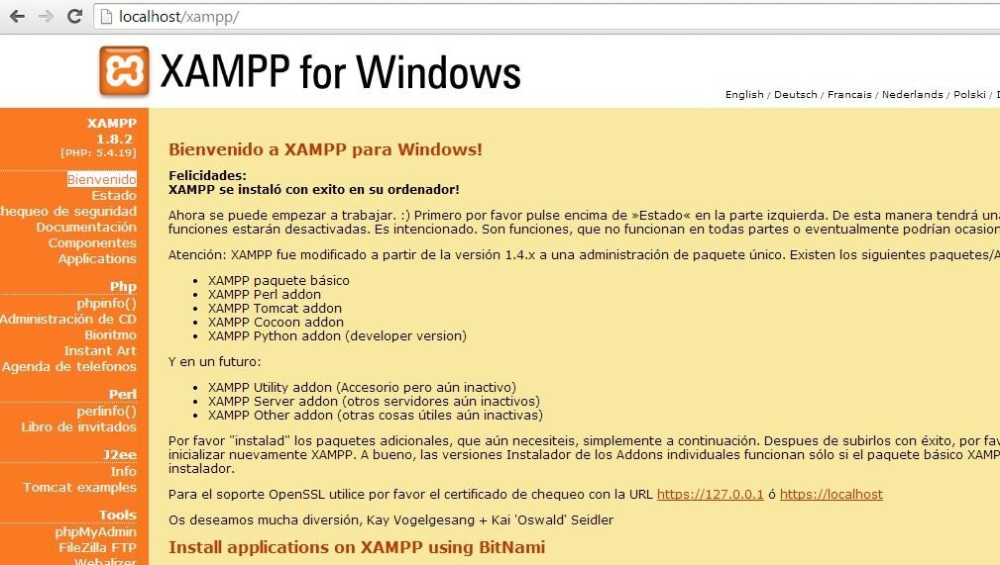 localhost/xampp/
XAMPP for Windows
English / Deutsch / Francais / Nederlands / Polski /
XAMPP
1.8.2
[PHP: 5.4.19]
Bienvenido
Estado
hequeo de seguridad
Documentación
Componentes
Applications
Php
phpinfo()
Administración de CD
Bioritmo
Instant Art
Agenda de telefonos
Perl
perlinfo()
Libro de invitados
J2ee
Info
Tomcat examples
Tools
phpMyAdmin
FileZilla FTP
Webalizer
Bienvenido a XAMPP para Windows!
Felicidades:
XAMPP se instaló con exito en su ordenador!
Ahora se puede empezar a trabajar. :) Primero por favor pulse encima de »Estado« en la parte izquierda. De esta manera tendrá
funciones estarán desactivadas. Es intencionado. Son funciones, que no funcionan en todas partes o eventualmente podrían
Atención: XAMPP fue modificado a partir de la versión 1.4.x a una administración de paquete único. Existen los siguientes paquetes/
XAMPP paquete básico
XAMPP Perl addon
XAMPP Tomcat addon
XAMPP Cocoon addon
XAMPP Python addon (developer version)
Y en un futuro:
XAMPP Utility addon (Accesorio pero aún inactivo)
XAMPP Server addon (otros servidores aún inactivos)
XAMPP Other addon (otras cosas útiles aún inactivas)
Por favor "instalad" los paquetes adicionales, que aún necesiteis, simplemente a continuación. Despues de subirlos con éxito, por
inicializar nuevamente XAMPP. A bueno, las versiones Instalador de los Addons individuales funcionan sólo si el paquete básico
instalador.
Para el soporte OpenSSL utilice por favor el certificado de chequeo con la URL https://127.0.0.1 ó https://localhost
Os deseamos mucha diversión, Kay Vogelgesang + Kai 'Oswald' Seidler
Install applications on XAMPP using BitNami